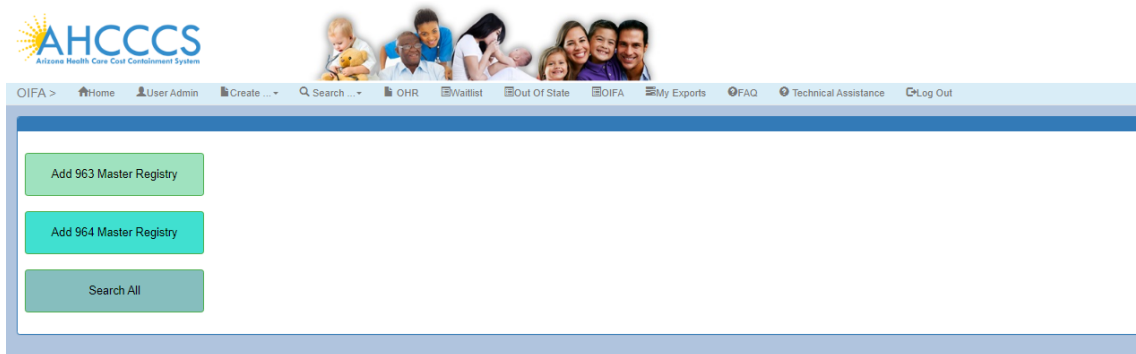 AHCCCS
Arizona Health Care Cost Containment System
OIFA > Home User Admin Create ... Search ... OHR Waitlist Out Of State OIFA My Exports FAQ Technical Assistance Log Out
Add 963 Master Registry
Add 964 Master Registry
Search All